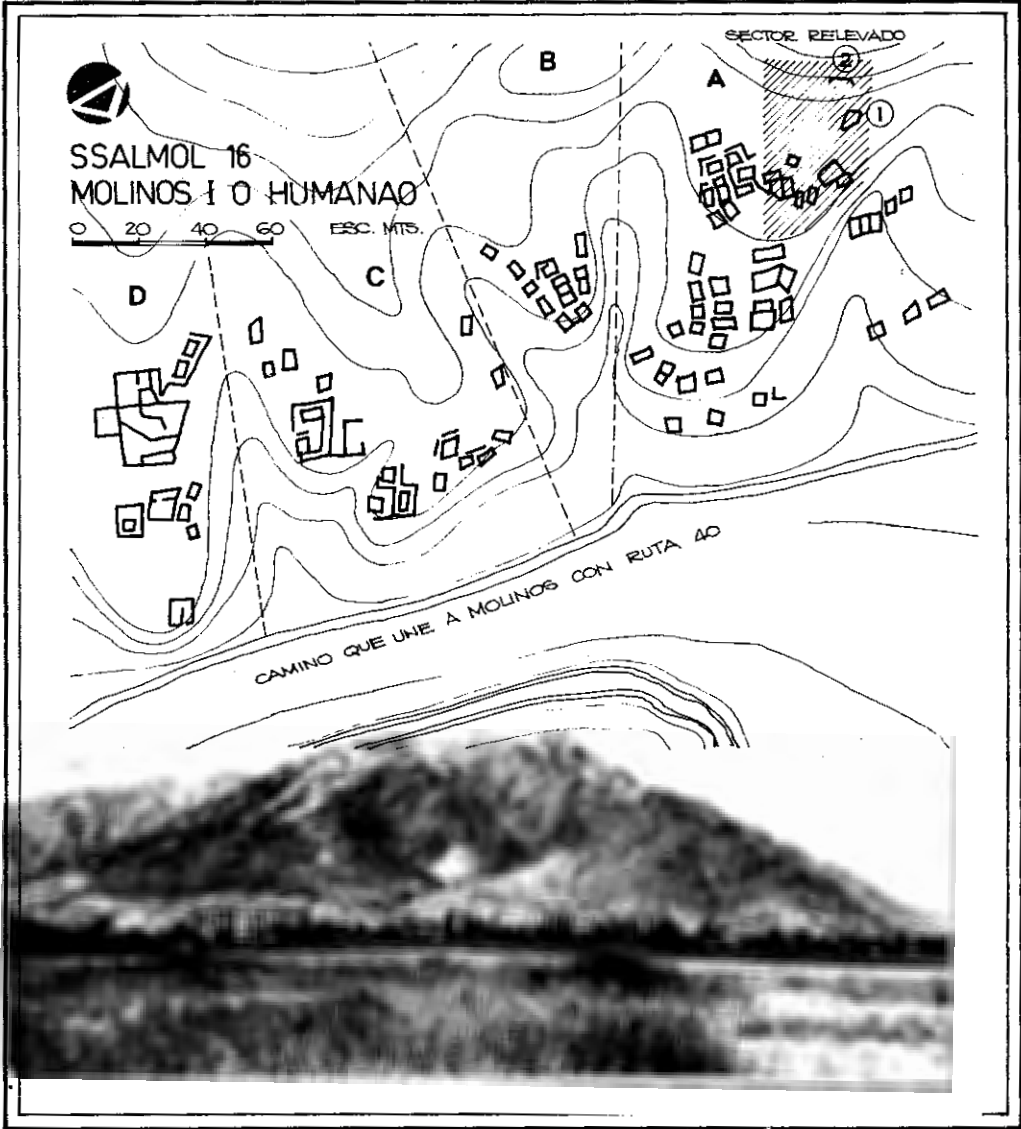 SECTOR RELEVADO
2
B
A
1
SSALMOL 16
MOLINOS I O HUMANAO
0 20 40 60 ESC. MTS.
D
C
CAMINO QUE UNE A MOLINOS CON RUTA 40